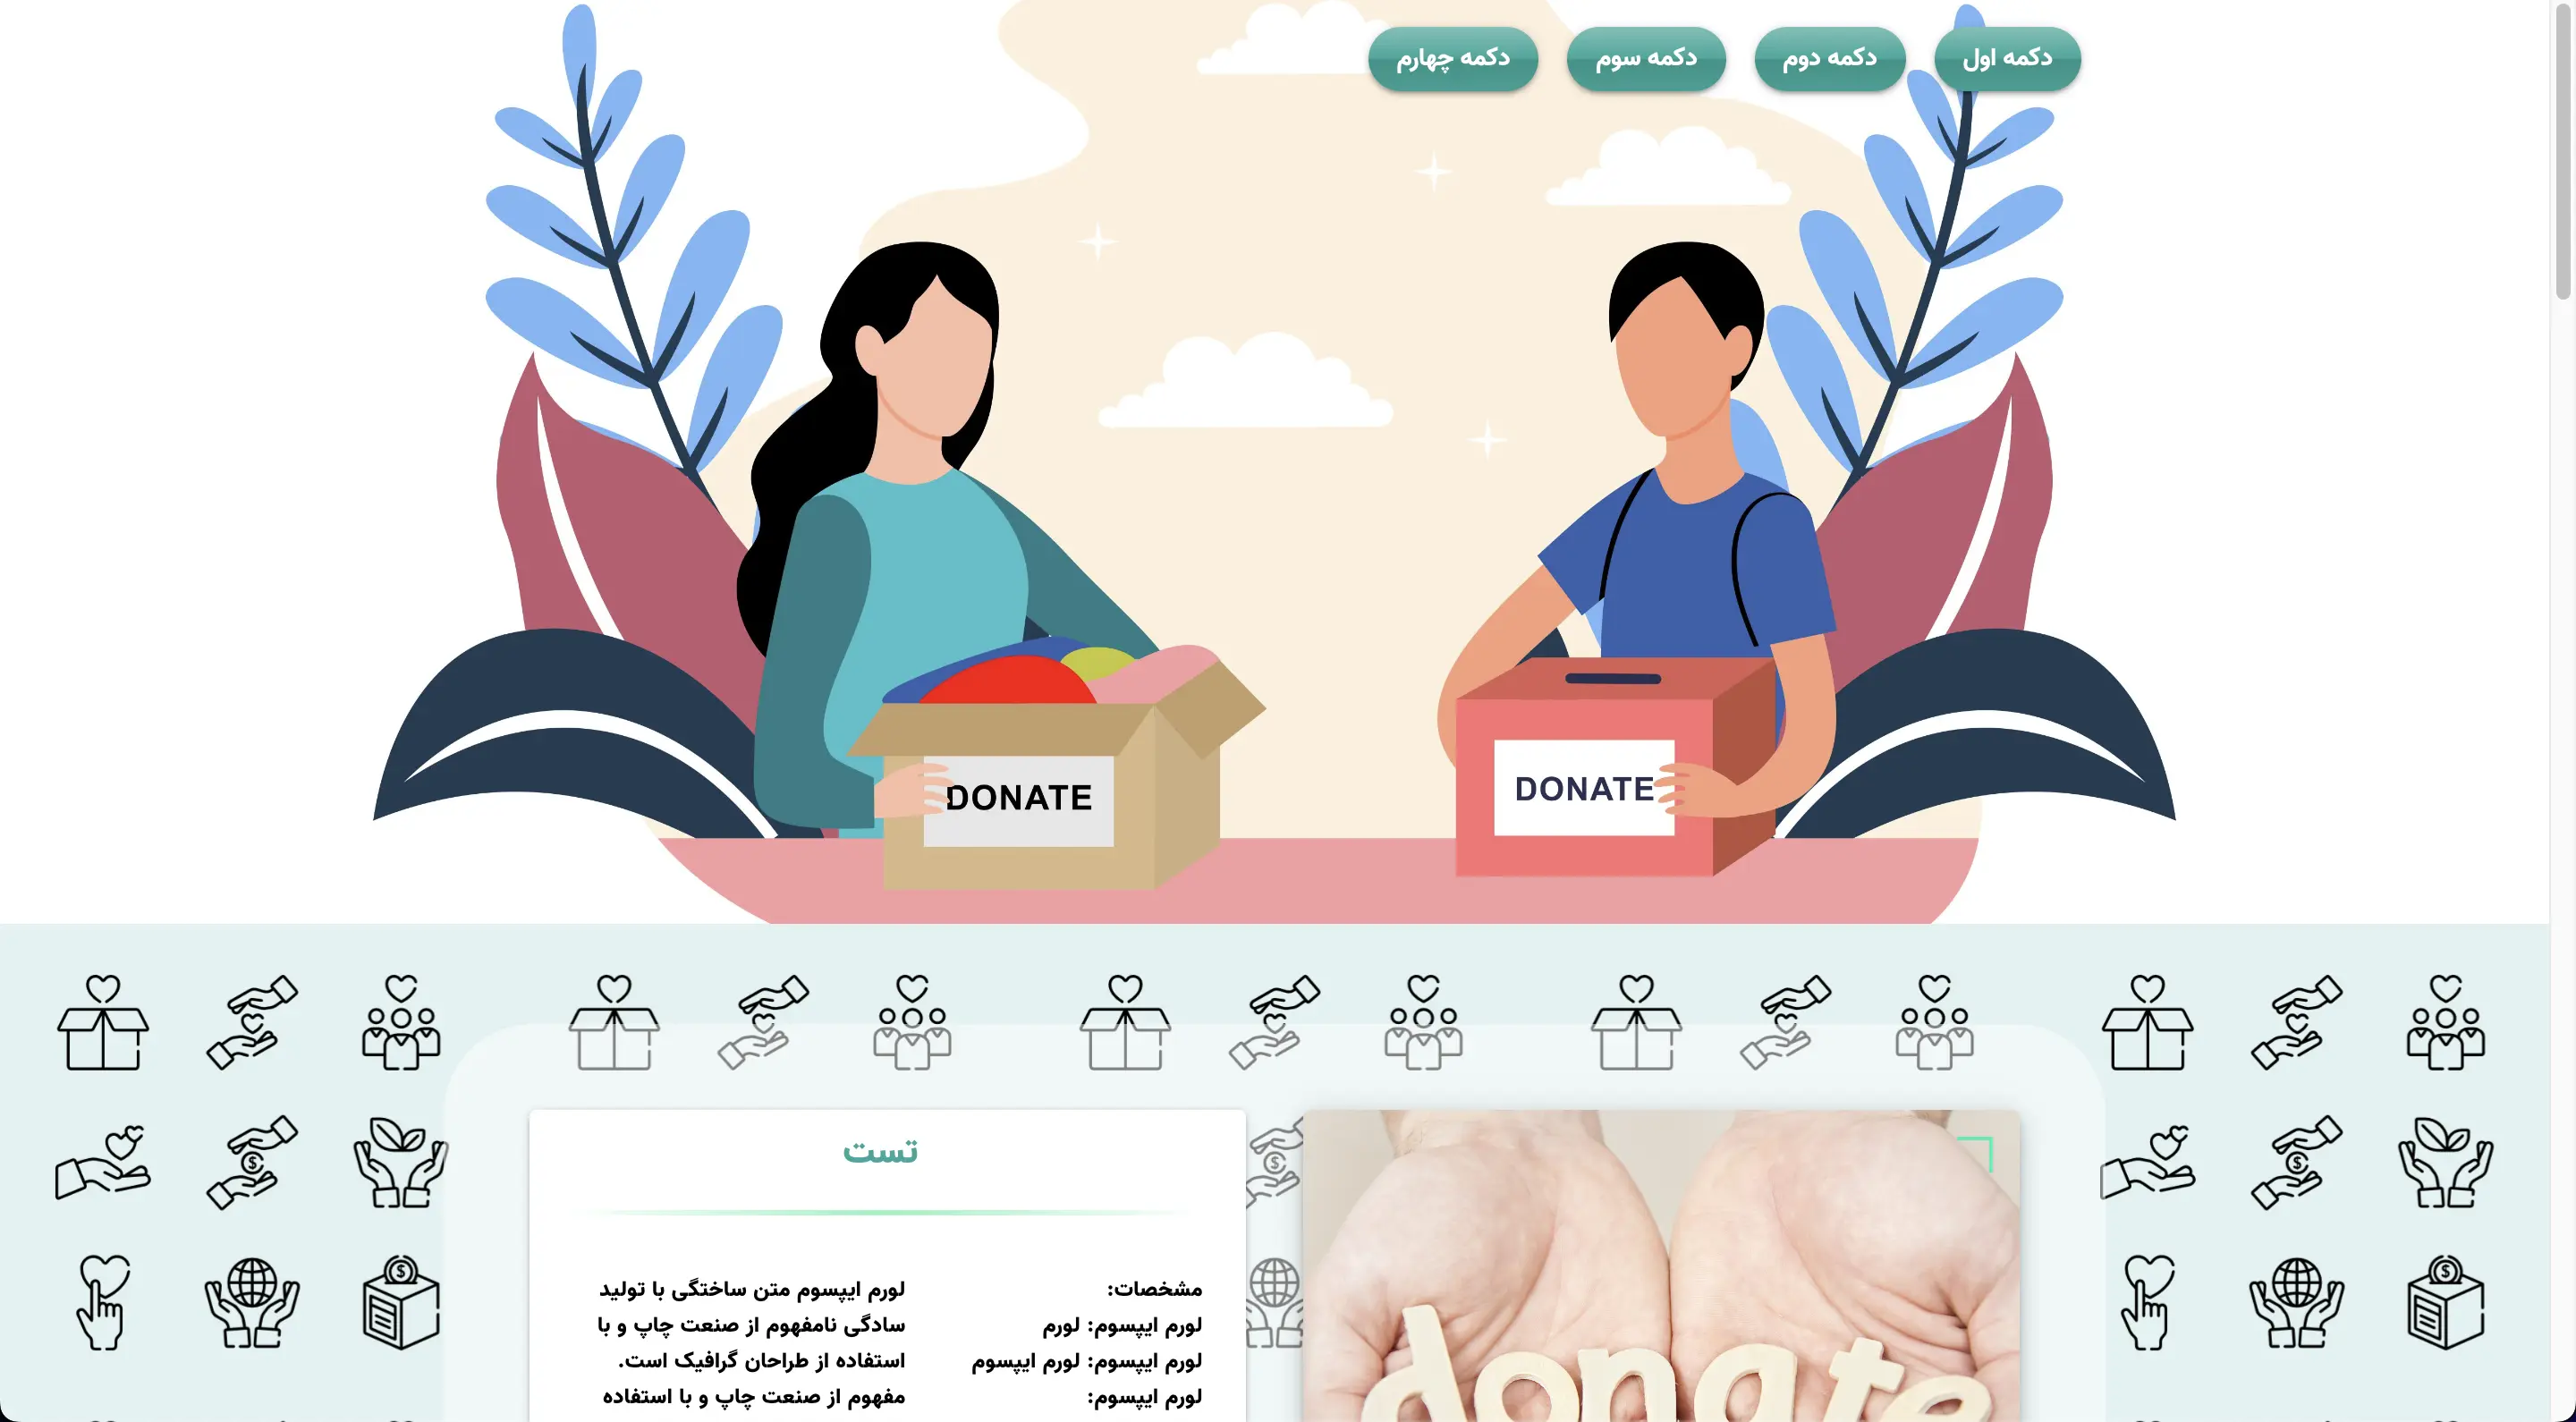 دکمه اول
دکمه دوم
دکمه سوم
دکمه چهارم
DONATE
DONATE
تست
مشخصات:
لورم ایپسوم: لورم
لورم ایپسوم: لورم ایپسوم
لورم ایپسوم:
لورم ایپسوم متن ساختگی با تولید
سادگی نامفهوم از صنعت چاپ و با
استفاده از طراحان گرافیک است.
مفهوم از صنعت چاپ و با استفاده
donate